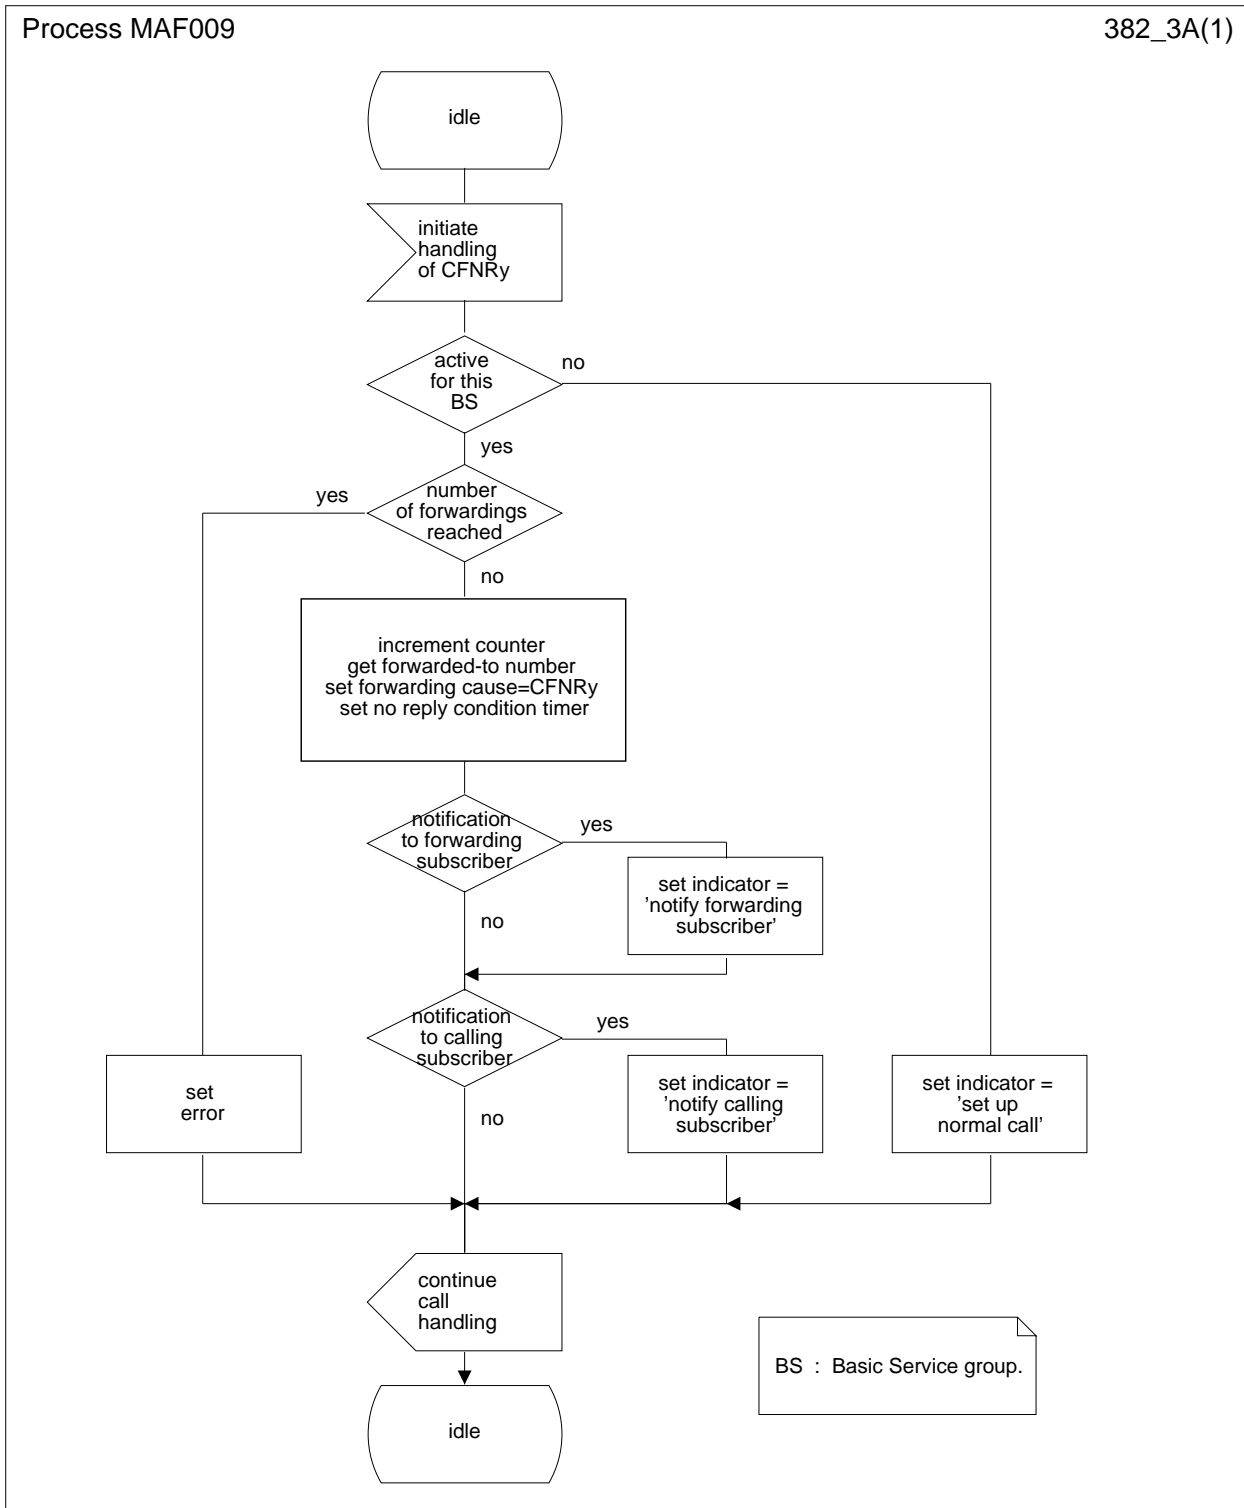 Process MAF009
382_3A(1)
idle
initiate
handling
of CFNRy
active
for this
BS
no
yes
number
of forwardings
reached
yes
no
increment counter
get forwarded-to number
set forwarding cause=CFNRy
set no reply condition timer
notification
to forwarding
subscriber
yes
set indicator =
’notify forwarding
subscriber’
no
notification
to calling
subscriber
yes
set
error
set indicator =
’notify calling
subscriber’
set indicator =
’set up
normal call’
no
continue
call
handling
BS : Basic Service group.
idle